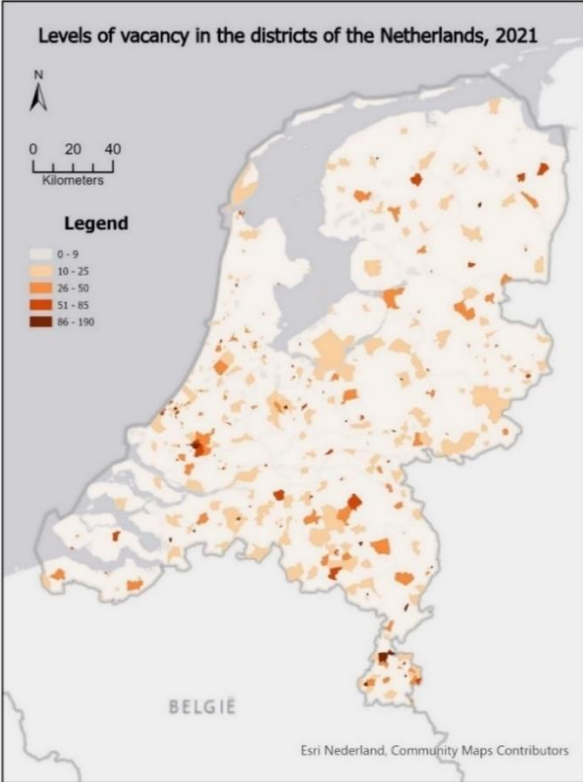 Levels of vacancy in the districts of the Netherlands, 2021
N
0 20 40
Kilometers
Legend
0 - 9
10 - 25
26 - 50
51 - 85
86 - 190
BELGIË
Esri Nederland, Community Maps Contributors